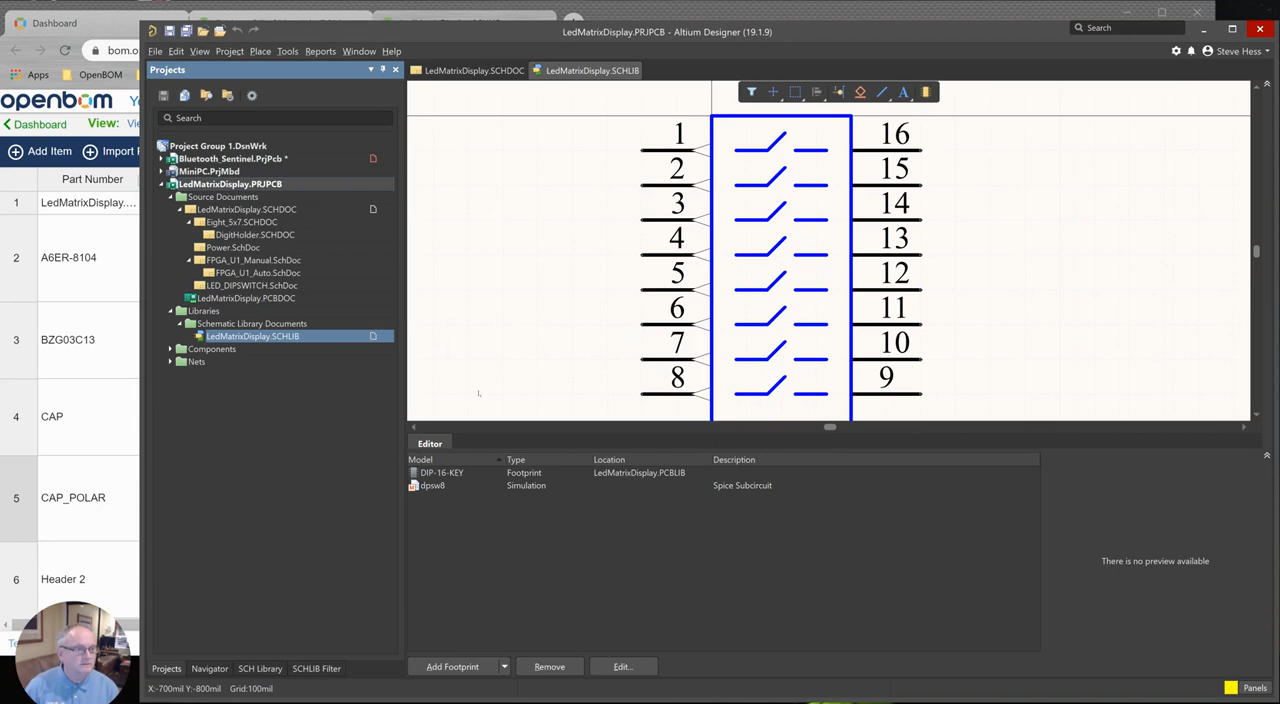 Dashboard
LedMatrixDisplay.PRJPCB - Altium Designer (19.1.9)
Search
bom.o
File Edit View Project Place Tools Reports Window Help
Steve Hess
Apps OpenBOM
Projects
LedMatrixDisplay.SCHDOC LedMatrixDisplay.SCHLIB
openbom
Search
Dashboard View:
Add Item Import
Part Number
1 LedMatrixDisplay....
2 A6ER-8104
3 BZG03C13
4 CAP
5 CAP_POLAR
6 Header 2
Project Group 1.DsnWrk
Bluetooth_Sentinel.PrjPcb *
MiniPC.PrjMbd
LedMatrixDisplay.PRJPCB
Source Documents
LedMatrixDisplay.SCHDOC
Eight_5x7.SCHDOC
DigitHolder.SCHDOC
Power.SchDoc
FPGA_U1_Manual.SchDoc
FPGA_U1_Auto.SchDoc
LED_DIPSWITCH.SchDoc
LedMatrixDisplay.PCBDOC
Libraries
Schematic Library Documents
LedMatrixDisplay.SCHLIB
Components
Nets
1 16
2 15
3 14
4 13
5 12
6 11
7 10
8 9
Editor
Model Type Location Description
DIP-16-KEY Footprint LedMatrixDisplay.PCBLIB
dpsw8 Simulation Spice Subcircuit
There is no preview available
Add Footprint Remove Edit...
Projects Navigator SCH Library SCHLIB Filter
X:-700mil Y:-800mil Grid:100mil
Panels